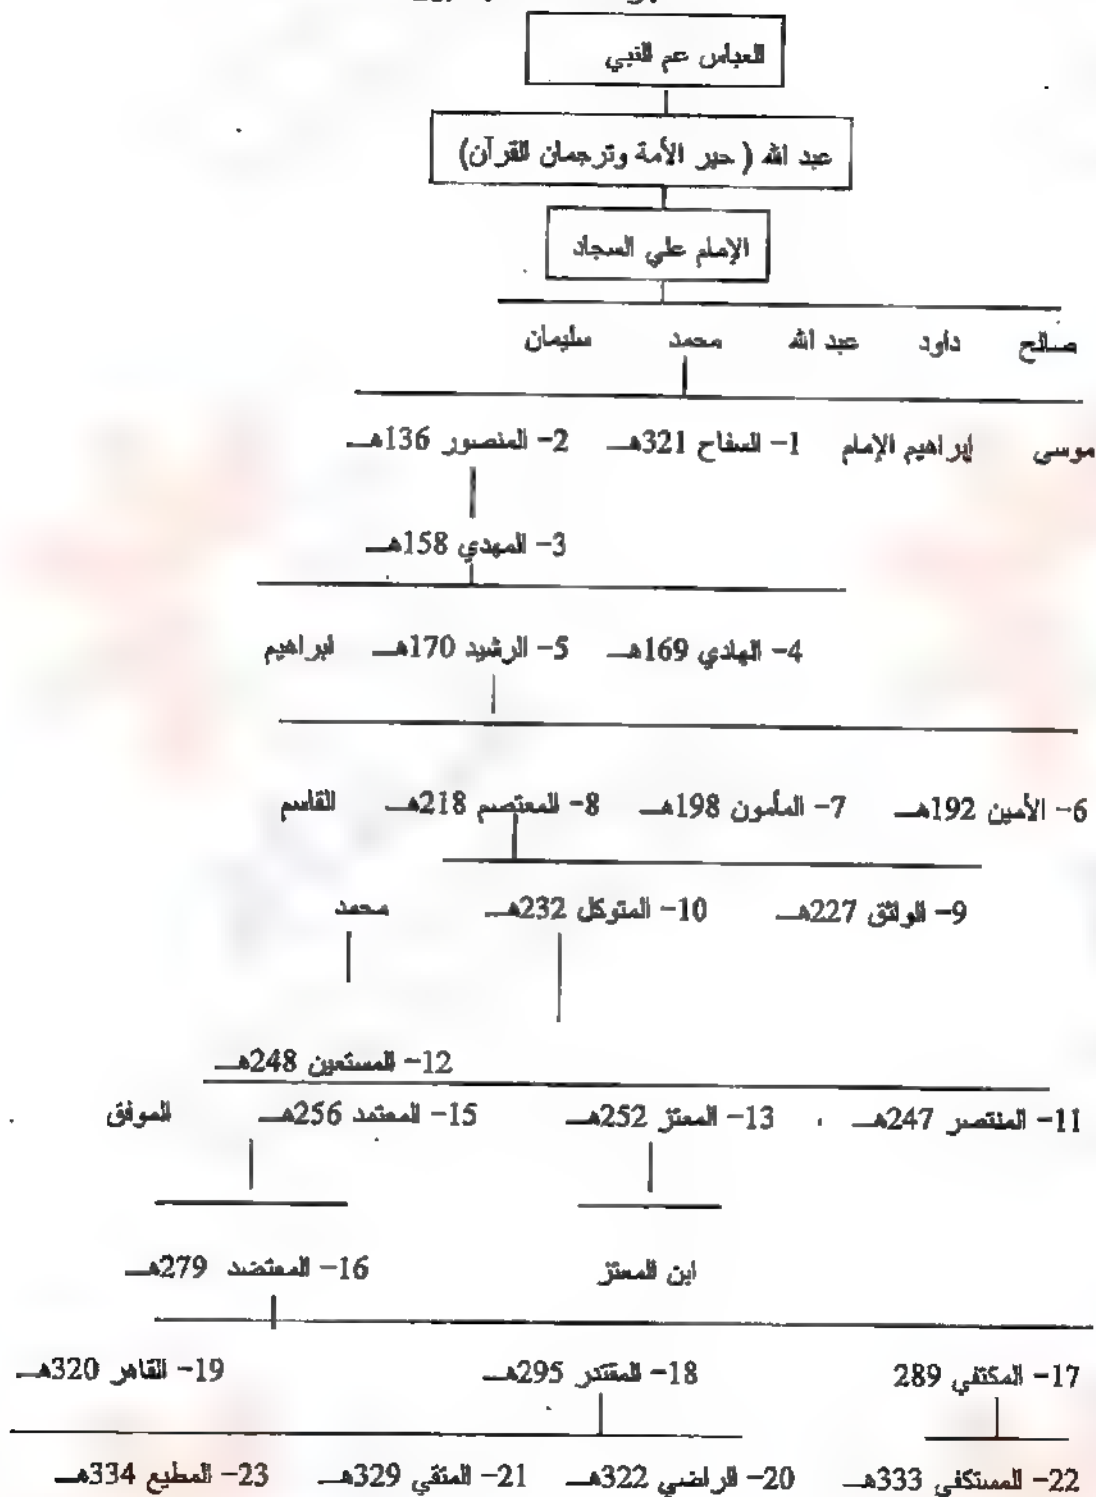 العباس عم النبي
عبد الله ( حبر الأمة وترجمان القرآن)
الإمام علي السجاد
صالح داود عبد الله محمد سليمان
موسى إبراهيم الإمام 1- السفاح 321هـ 2- المنصور 136هـ
3- المهدي 158هـ
4- الهادي 169هـ 5- الرشيد 170هـ ابراهيم
6- الأمين 192هـ 7- المأمون 198هـ 8- المعتصم 218هـ القاسم
9- الواثق 227هـ 10- المتوكل 232هـ محمد
12- المستعين 248هـ
11- المنتصر 247هـ 13- المعتز 252هـ 15- المعتمد 256هـ الموفق
ابن المعتز 16- المعتضد 279هـ
17- المكتفي 289 18- المقتدر 295هـ 19- القاهر 320هـ
22- المستكفي 333هـ 20- الراضي 322هـ 21- المتقي 329هـ 23- المطيع 334هـ